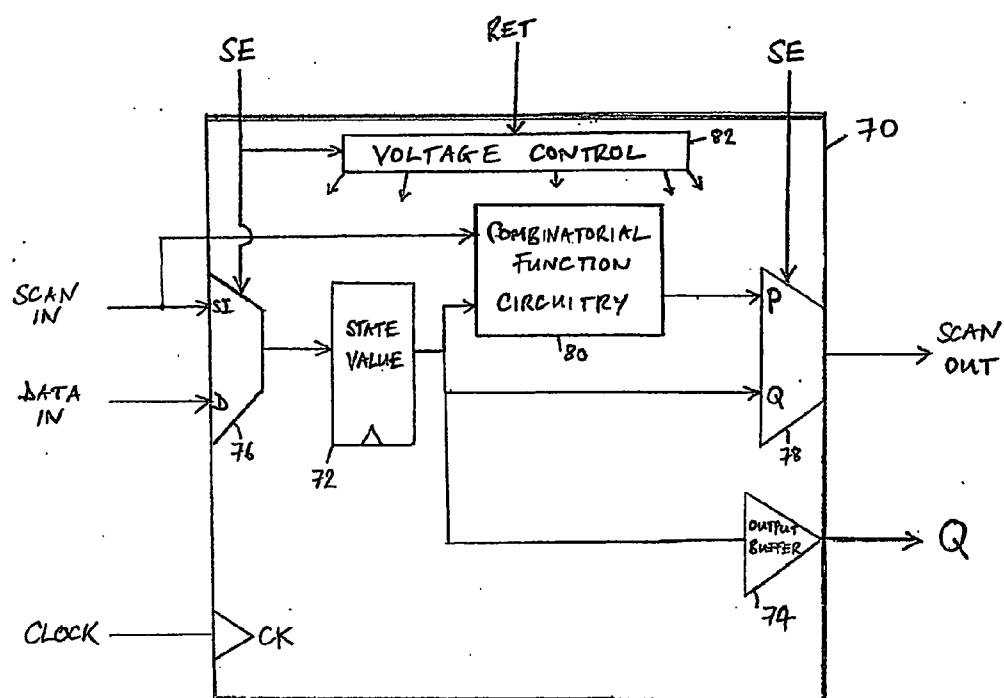 RET
SE
SE
70
82
VOLTAGE CONTROL
COMBINATORIAL
FUNCTION
CIRCUITRY
80
SCAN
IN
SI
STATE
VALUE
P
SCAN
OUT
DATA
IN
D
Q
76
72
78
OUTPUT
BUFFER
Q
74
CLOCK
CK